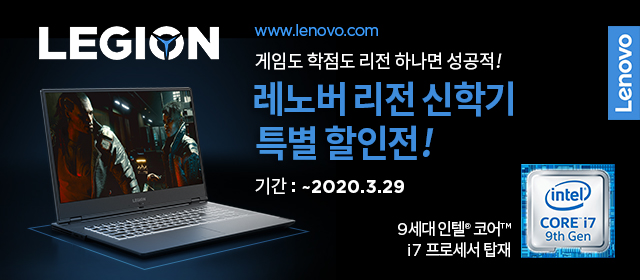 LEGION
www.lenovo.com
게임도 학점도 리전 하나면 성공적!
레노버 리전 신학기
특별 할인전!
기간 : ~2020.3.29
9세대 인텔® 코어™
i7 프로세서 탑재
Lenovo
LEGION
intel®
CORE™ i7
9th Gen